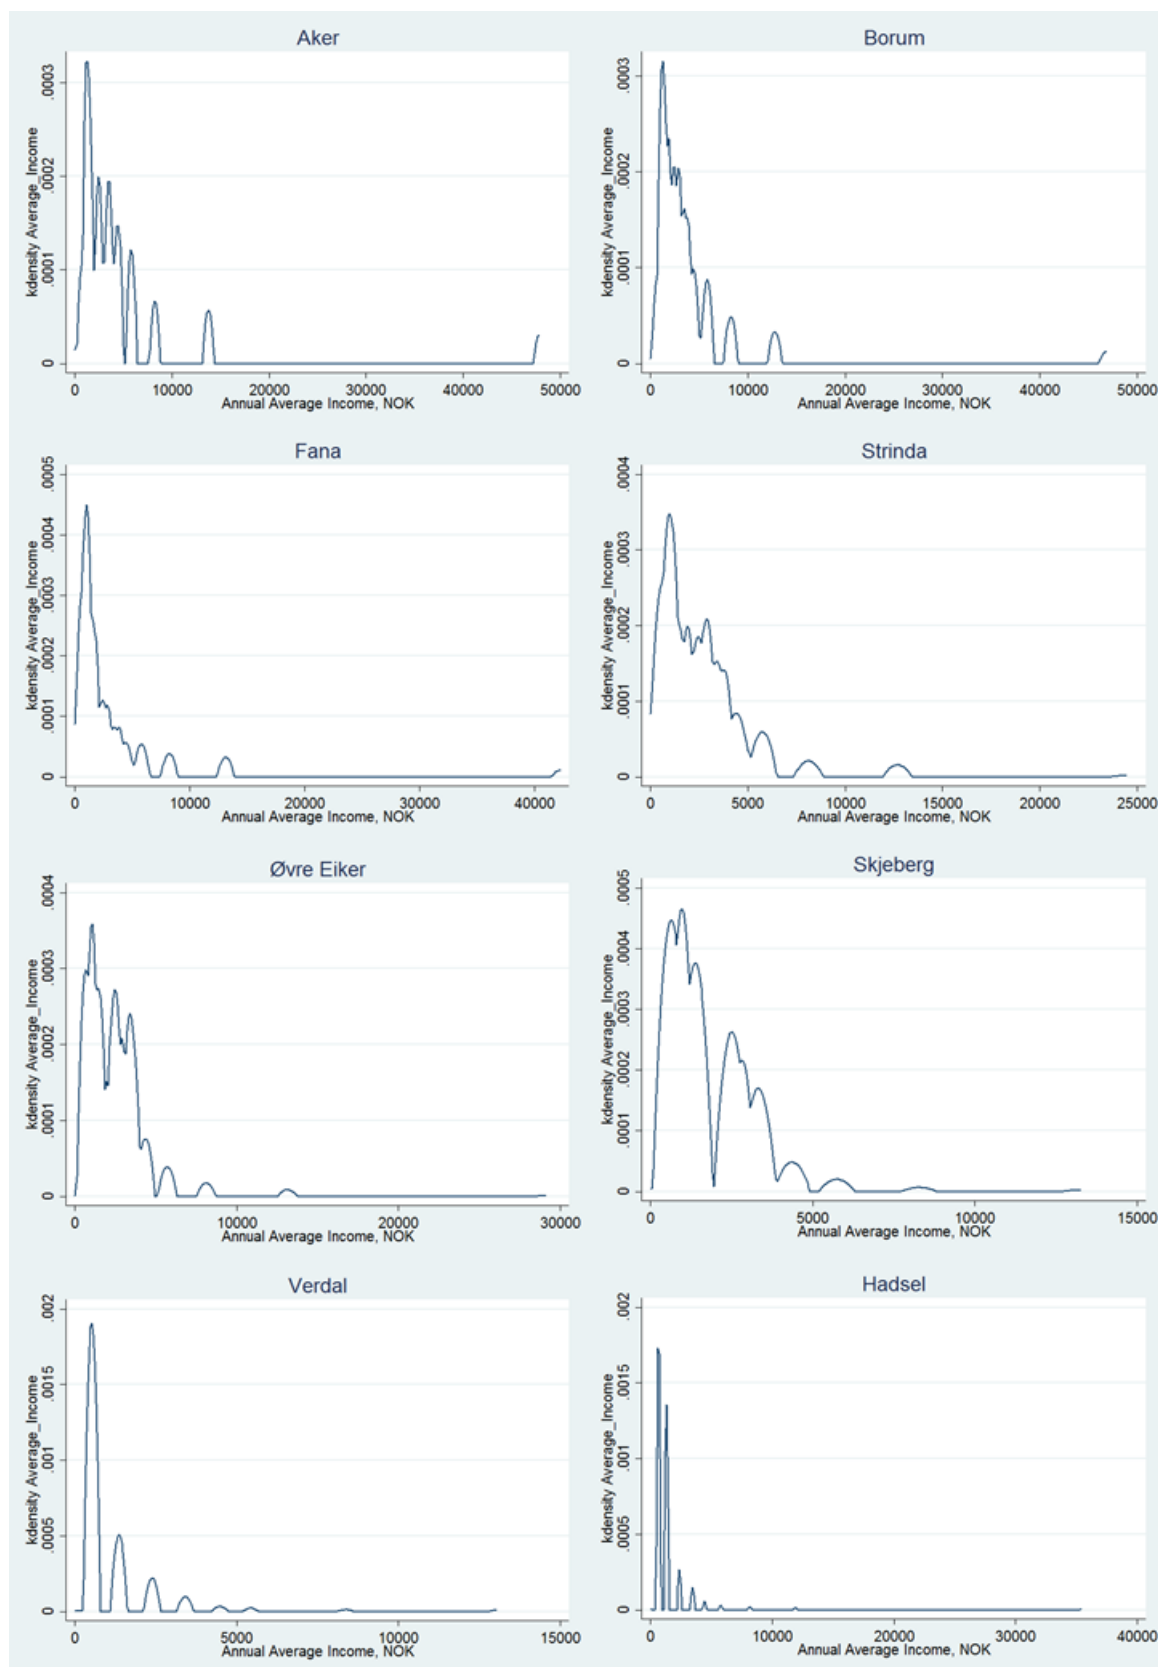 Aker
kdensity Average_Income
0 .0001 .0002 .0003
0 10000 20000 30000 40000 50000
Annual Average Income, NOK
Borum
kdensity Average_Income
0 .0001 .0002 .0003
0 10000 20000 30000 40000 50000
Annual Average Income, NOK
Fana
kdensity Average_Income
0 .0001 .0002 .0003 .0004 .0005
0 10000 20000 30000 40000
Annual Average Income, NOK
Strinda
kdensity Average_Income
0 .0001 .0002 .0003 .0004
0 5000 10000 15000 20000 25000
Annual Average Income, NOK
Øvre Eiker
kdensity Average_Income
0 .0001 .0002 .0003 .0004
0 10000 20000 30000
Annual Average Income, NOK
Skjeberg
kdensity Average_Income
0 .0001 .0002 .0003 .0004 .0005
0 5000 10000 15000
Annual Average Income, NOK
Verdal
kdensity Average_Income
0 .0005 .001 .0015 .002
0 5000 10000 15000
Annual Average Income, NOK
Hadsel
kdensity Average_Income
0 .0005 .001 .0015 .002
0 10000 20000 30000 40000
Annual Average Income, NOK